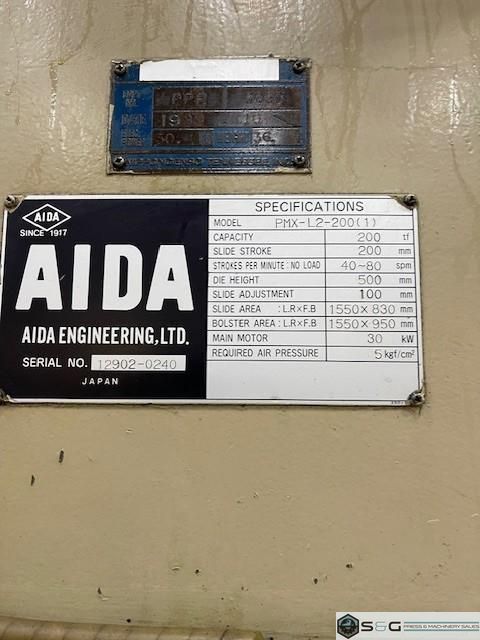 NIPPONDENSO TENNESSEE, INC.
AIDA
SINCE 1917
AIDA
AIDA ENGINEERING, LTD.
SERIAL NO. 12902-0240
JAPAN
SPECIFICATIONS
MODEL PMX-L2-200(1)
CAPACITY 200 tf
SLIDE STROKE 200 mm
STROKES PER MINUTE : NO LOAD 40~80 spm
DIE HEIGHT 500 mm
SLIDE ADJUSTMENT 100 mm
SLIDE AREA : L.R×F.B 1550×830 mm
BOLSTER AREA : L.R×F.B 1550×950 mm
MAIN MOTOR 30 kW
REQUIRED AIR PRESSURE 5 kgf/cm²
S&G
PRESS & MACHINERY SALES